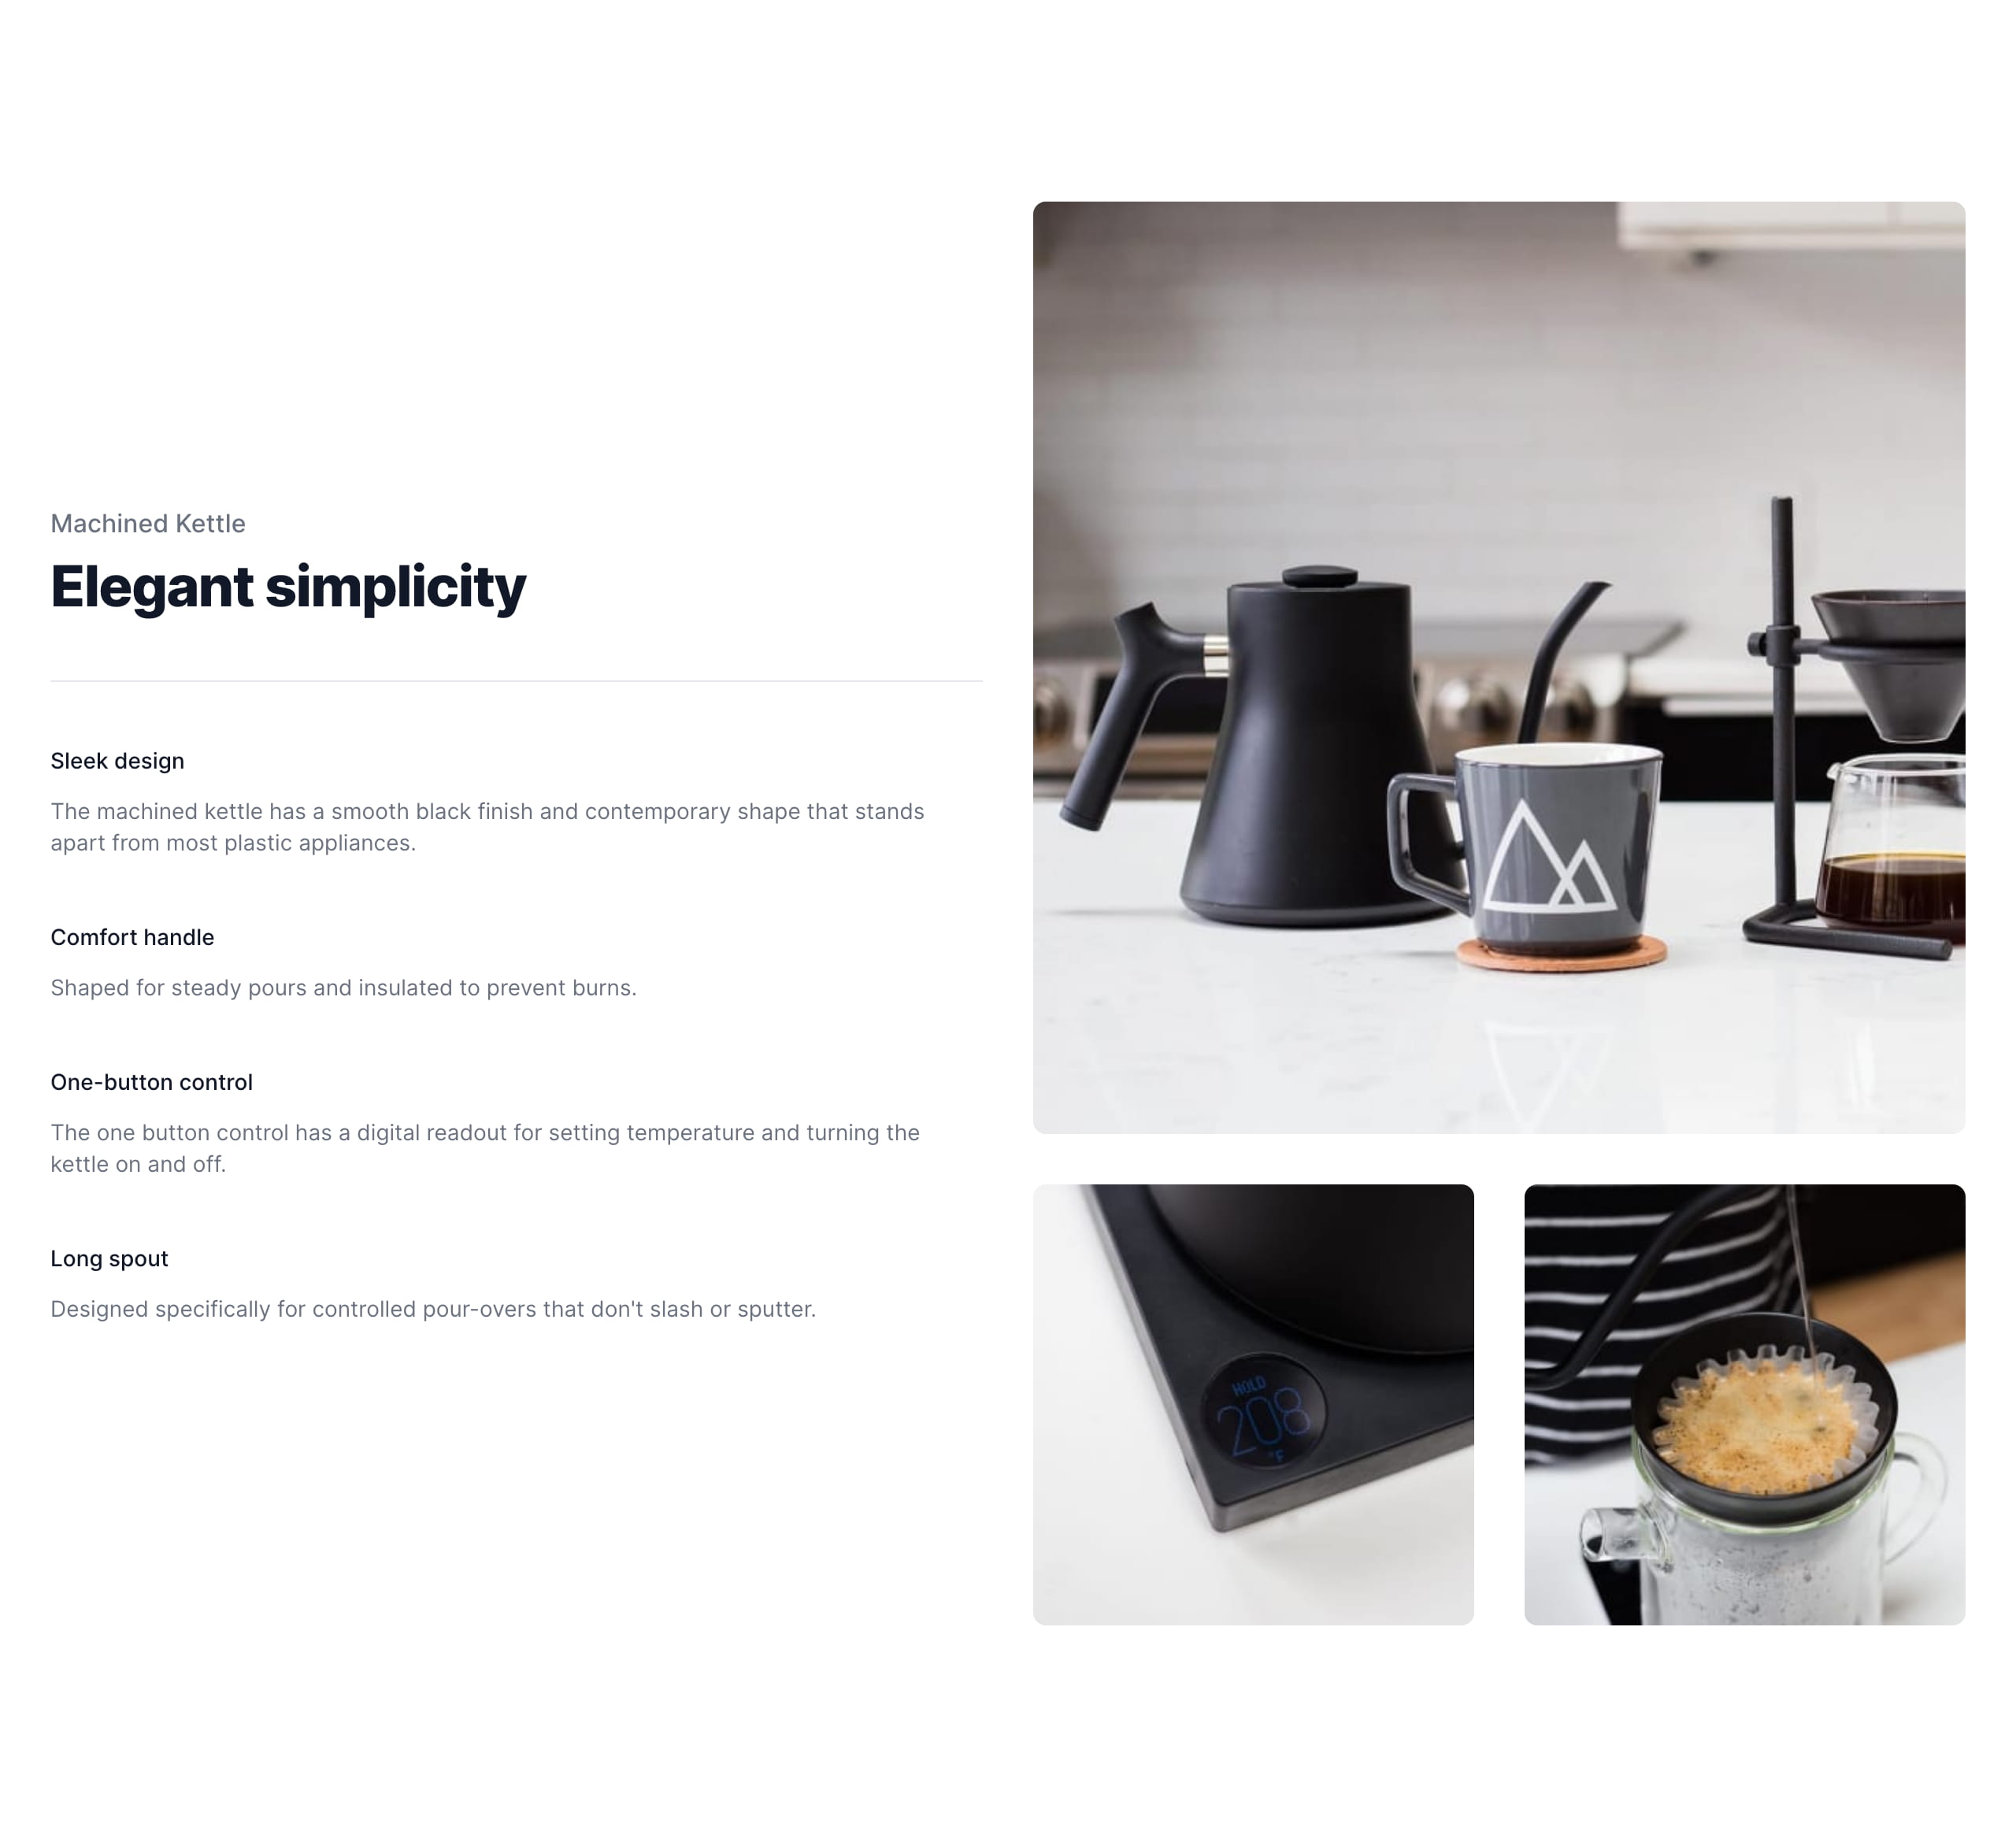 Machined Kettle
Elegant simplicity
Sleek design
The machined kettle has a smooth black finish and contemporary shape that stands
apart from most plastic appliances.
Comfort handle
Shaped for steady pours and insulated to prevent burns.
One-button control
The one button control has a digital readout for setting temperature and turning the
kettle on and off.
Long spout
Designed specifically for controlled pour-overs that don't slash or sputter.
HOLD
208
°F